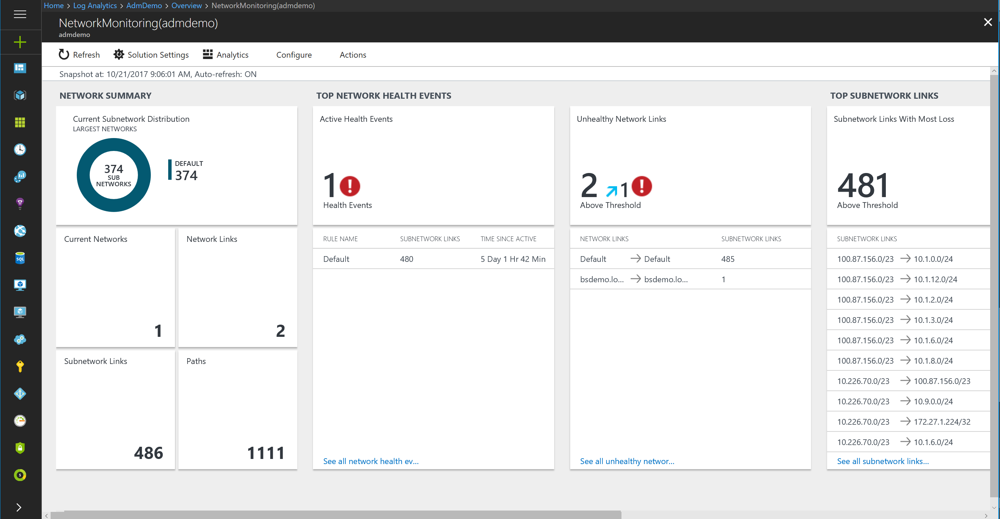 Home > Log Analytics > AdmDemo > Overview > NetworkMonitoring(admdemo)
NetworkMonitoring(admdemo)
admdemo
Refresh Solution Settings Analytics Configure Actions
Snapshot at: 10/21/2017 9:06:01 AM, Auto-refresh: ON
NETWORK SUMMARY
Current Subnetwork Distribution
LARGEST NETWORKS
374
SUB
NETWORKS
DEFAULT
374
Current Networks
1
Network Links
2
Subnetwork Links
486
Paths
1111
TOP NETWORK HEALTH EVENTS
Active Health Events
1
Health Events
RULE NAME SUBNETWORK LINKS TIME SINCE ACTIVE
Default 480 5 Day 1 Hr 42 Min
See all network health ev...
Unhealthy Network Links
2 1
Above Threshold
NETWORK LINKS SUBNETWORK LINKS
Default → Default 485
bsdemo.lo... → bsdemo.lo... 1
See all unhealthy networ...
TOP SUBNETWORK LINKS
Subnetwork Links With Most Loss
481
Above Threshold
SUBNETWORK LINKS
100.87.156.0/23 → 10.1.0.0/24
100.87.156.0/23 → 10.1.12.0/24
100.87.156.0/23 → 10.1.2.0/24
100.87.156.0/23 → 10.1.3.0/24
100.87.156.0/23 → 10.1.6.0/24
100.87.156.0/23 → 10.1.8.0/24
10.226.70.0/23 → 100.87.156.0/23
10.226.70.0/23 → 10.9.0.0/24
10.226.70.0/23 → 172.27.1.224/32
10.226.70.0/23 → 10.1.6.0/24
See all subnetwork links...
SQL